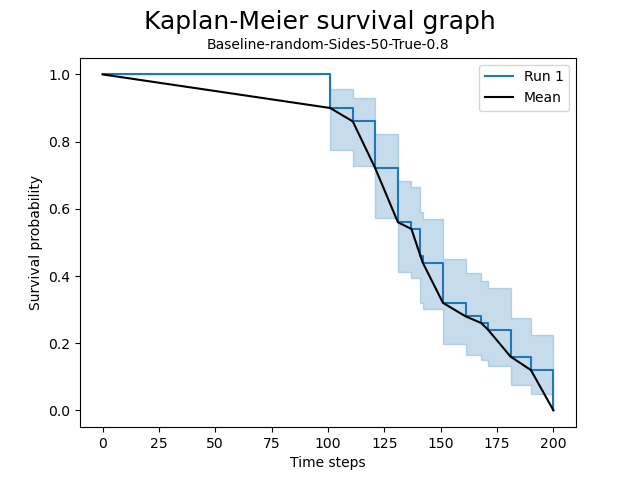 Kaplan-Meier survival graph
Baseline-random-Sides-50-True-0.8
Run 1
Mean
Survival probability
1.0
0.8
0.6
0.4
0.2
0.0
0 25 50 75 100 125 150 175 200
Time steps